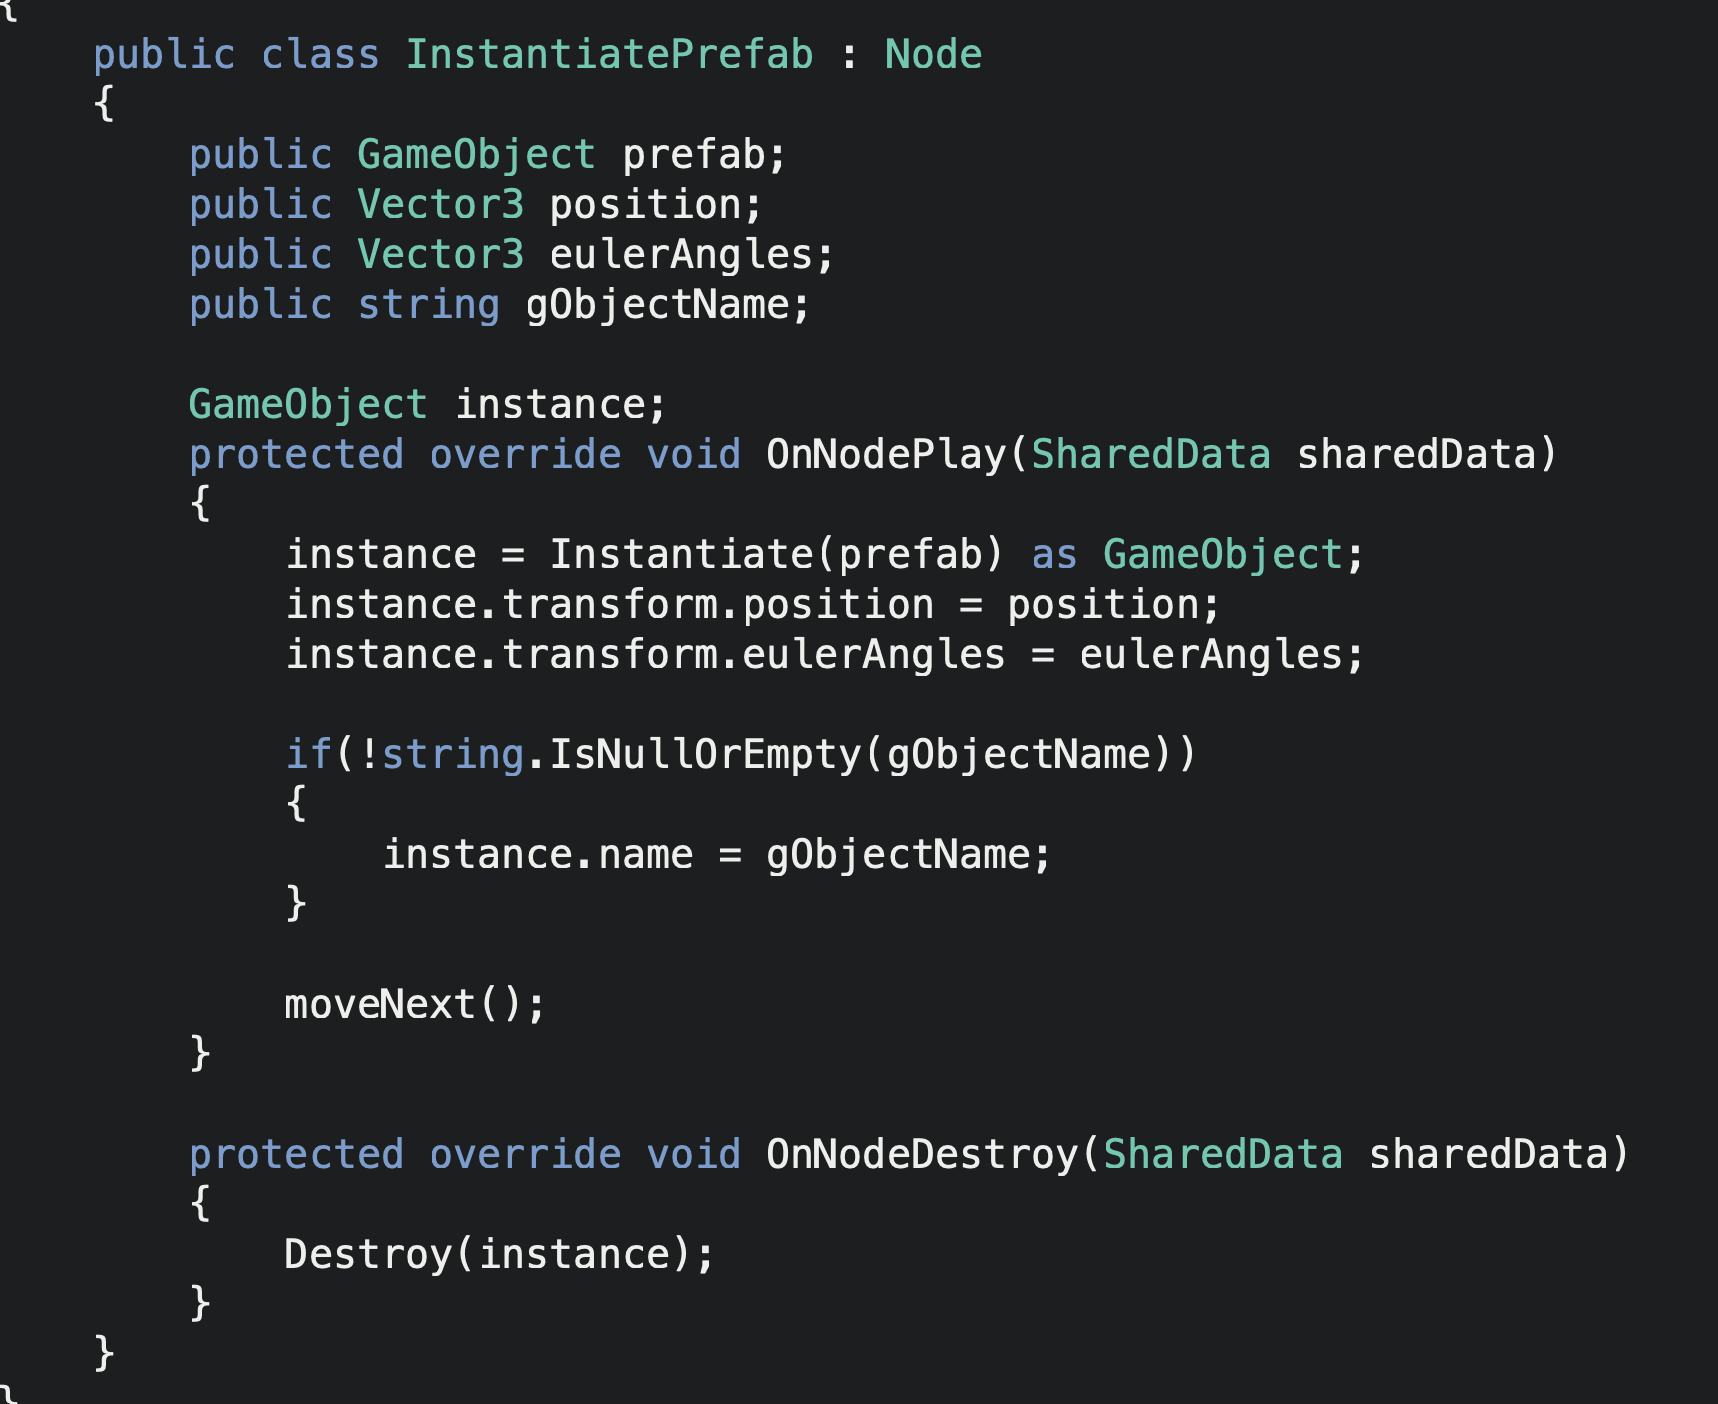 {
    public class InstantiatePrefab : Node
    {
        public GameObject prefab;
        public Vector3 position;
        public Vector3 eulerAngles;
        public string gObjectName;

        GameObject instance;
        protected override void OnNodePlay(SharedData sharedData)
        {
            instance = Instantiate(prefab) as GameObject;
            instance.transform.position = position;
            instance.transform.eulerAngles = eulerAngles;

            if(!string.IsNullOrEmpty(gObjectName))
            {
                instance.name = gObjectName;
            }

            moveNext();
        }

        protected override void OnNodeDestroy(SharedData sharedData)
        {
            Destroy(instance);
        }
    }
}